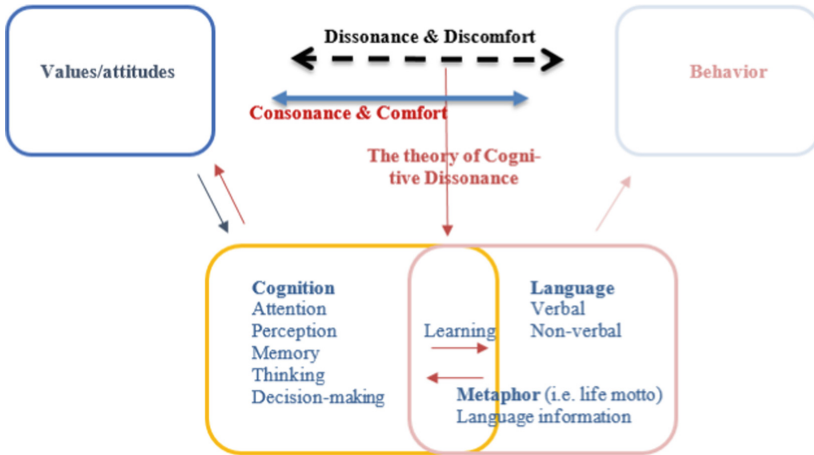 Dissonance & Discomfort
Values/attitudes
Behavior
Consonance & Comfort
The theory of Cogni-
tive Dissonance
Cognition
Attention
Perception
Memory
Thinking
Decision-making
Learning
Language
Verbal
Non-verbal
Metaphor (i.e. life motto)
Language information